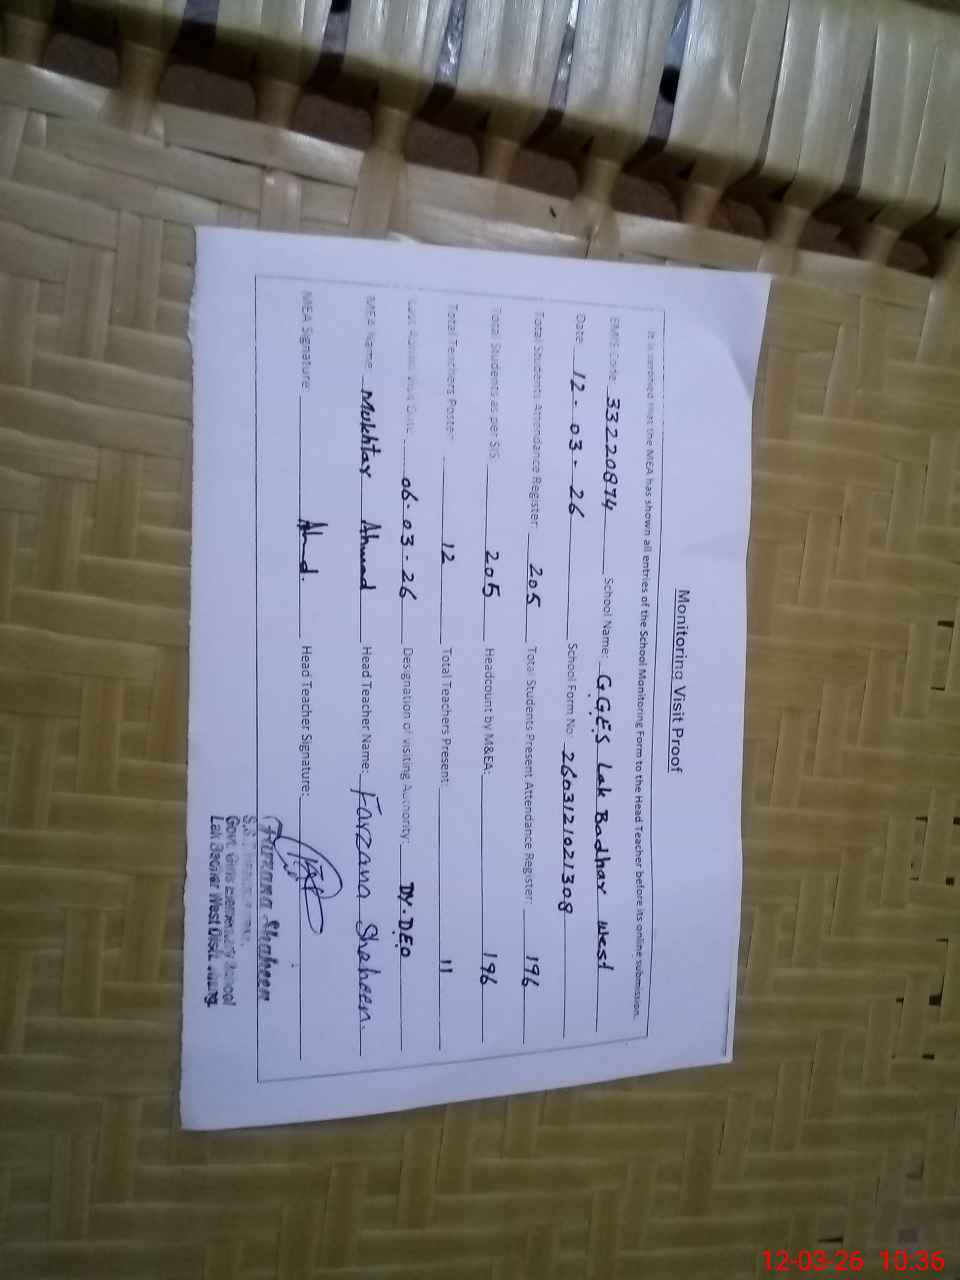 Monitoring Visit Proof
It is verified that the MEA has shown all entries of the School Monitoring Form to the Head Teacher before its online submission.
EMIS Code: 33220874 School Name: G.G.E.S Lak Badhar west
Date 12-03-26 School Form No: 2603121021308
Total Students Attendance Register: 205 Total Students Present Attendance Register: 196
Total Students as per SIS 205 Headcount by M&EA: 196
Total Teachers Posted: 12 Total Teachers Present: 11
Visit Date: 06-03-26 Designation of visiting Authority: DY.DEO
MEA Name: Mukhtar Ahmad Head Teacher Name: Farzana Shaheen.
MEA Signature: Head Teacher Signature:
Farzana Shaheen
Govt. Girls Elementary School
Lak Badhar West Distt. Jhang
12-03-26 10:36